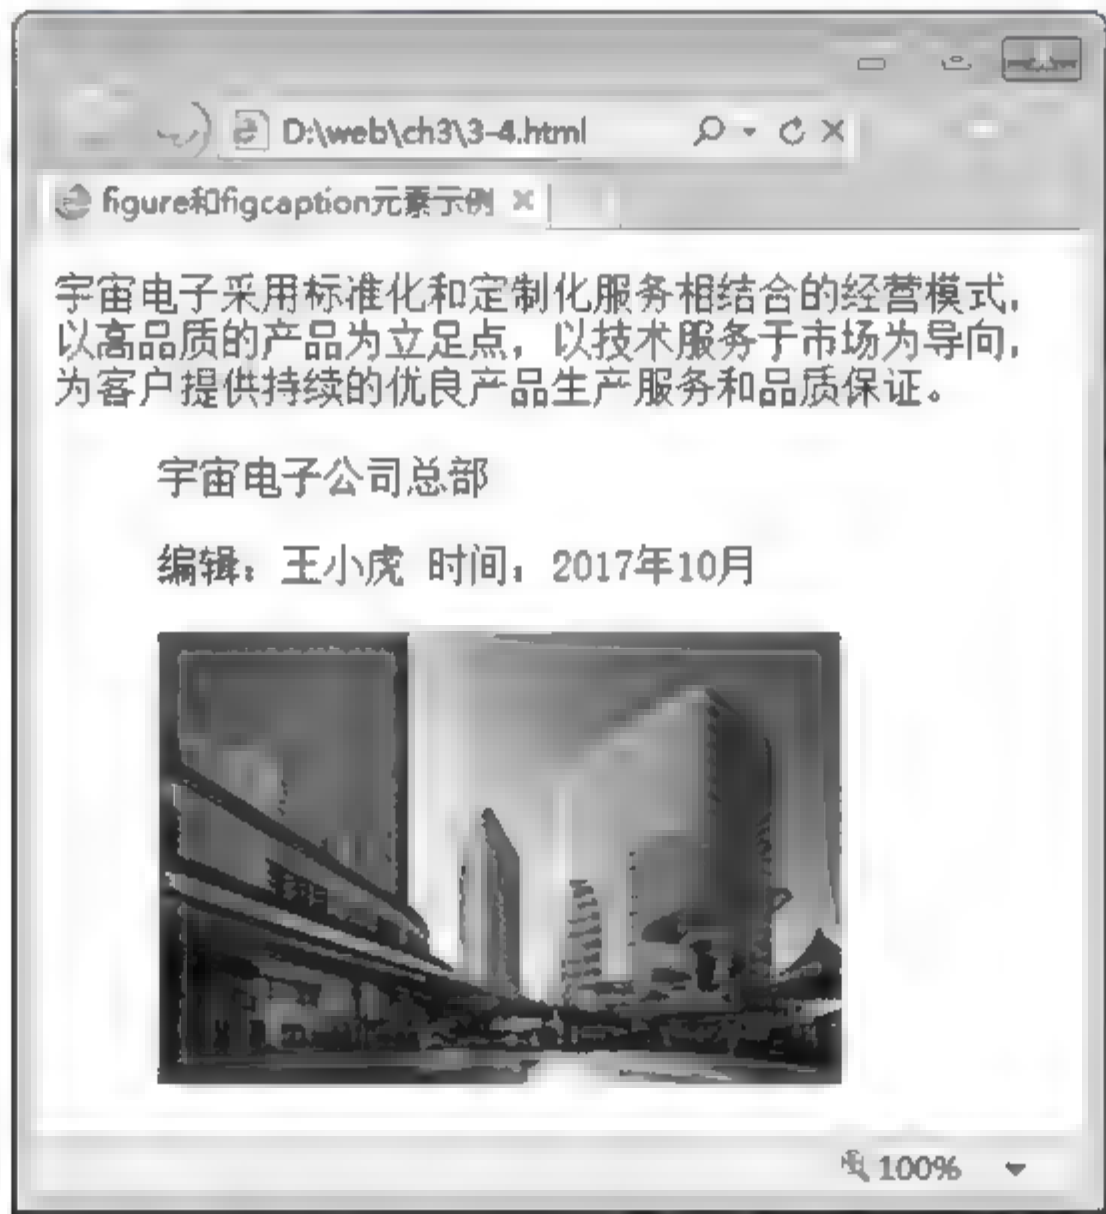 D:\web\ch3\3-4.html
figure和figcaption元素示例
宇宙电子采用标准化和定制化服务相结合的经营模式,
以高品质的产品为立足点，以技术服务于市场为导向,
为客户提供持续的优良产品生产服务和品质保证。
宇宙电子公司总部
编辑：王小虎 时间：2017年10月
100%